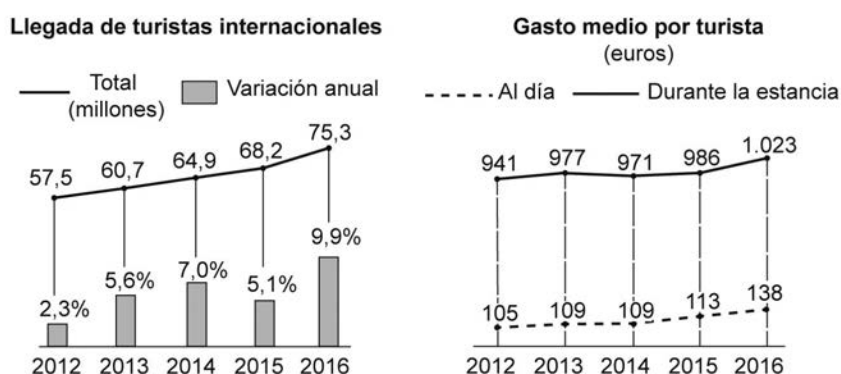 Llegada de turistas internacionales
Total
(millones)
Variación anual
57,5
60,7
64,9
68,2
75,3
2,3%
5,6%
7,0%
5,1%
9,9%
2012 2013 2014 2015 2016
Gasto medio por turista
(euros)
Al día Durante la estancia
941
977
971
986
1.023
105
109
109
113
138
2012 2013 2014 2015 2016